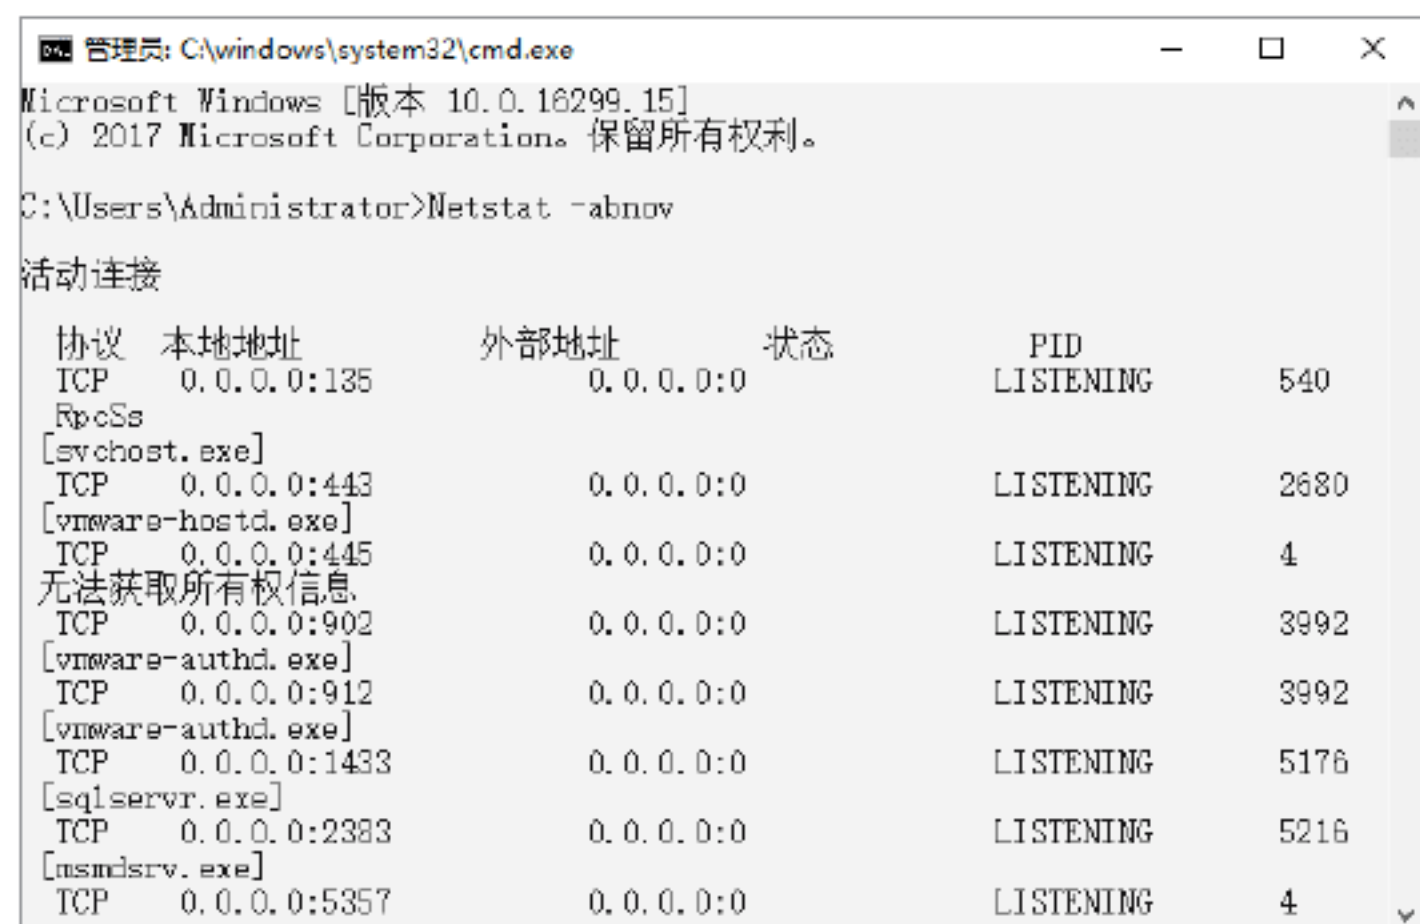 管理员: C:\windows\system32\cmd.exe
Microsoft Windows [版本 10.0.16299.15]
(c) 2017 Microsoft Corporation。保留所有权利。
C:\Users\Administrator>Netstat -abnov
活动连接
协议 本地地址 外部地址 状态 PID
TCP 0.0.0.0:135 0.0.0.0:0 LISTENING 540
RpcSs
[svchost.exe]
TCP 0.0.0.0:443 0.0.0.0:0 LISTENING 2680
[vmware-hostd.exe]
TCP 0.0.0.0:445 0.0.0.0:0 LISTENING 4
无法获取所有权信息
TCP 0.0.0.0:902 0.0.0.0:0 LISTENING 3992
[vmware-authd.exe]
TCP 0.0.0.0:912 0.0.0.0:0 LISTENING 3992
[vmware-authd.exe]
TCP 0.0.0.0:1433 0.0.0.0:0 LISTENING 5176
[sqlservr.exe]
TCP 0.0.0.0:2383 0.0.0.0:0 LISTENING 5216
[msmdsrv.exe]
TCP 0.0.0.0:5357 0.0.0.0:0 LISTENING 4